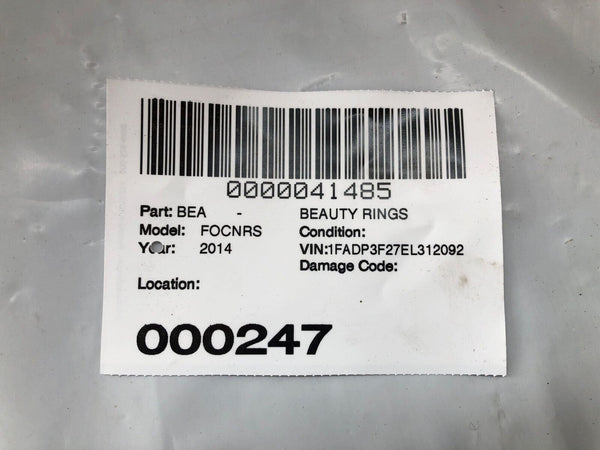 0000041485
Part: BEA - BEAUTY RINGS
Model: FOCNRS Condition:
Year: 2014 VIN:1FADP3F27EL312092
Damage Code:
Location:
000247